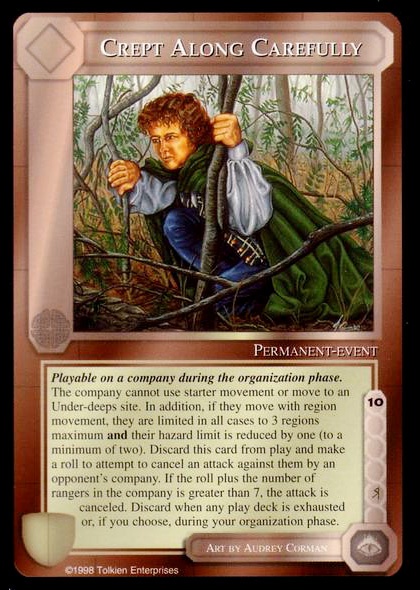 Crept Along Carefully
Permanent-event
Playable on a company during the organization phase.
The company cannot use starter movement or move to an
Under-deeps site. In addition, if they move with region
movement, they are limited in all cases to 3 regions
maximum and their hazard limit is reduced by one (to a
minimum of two). Discard this card from play and make
a roll to attempt to cancel an attack against them by an
opponent's company. If the roll plus the number of
rangers in the company is greater than 7, the attack is
canceled. Discard when any play deck is exhausted
or, if you choose, during your organization phase.
10
Art by Audrey Corman
©1998 Tolkien Enterprises